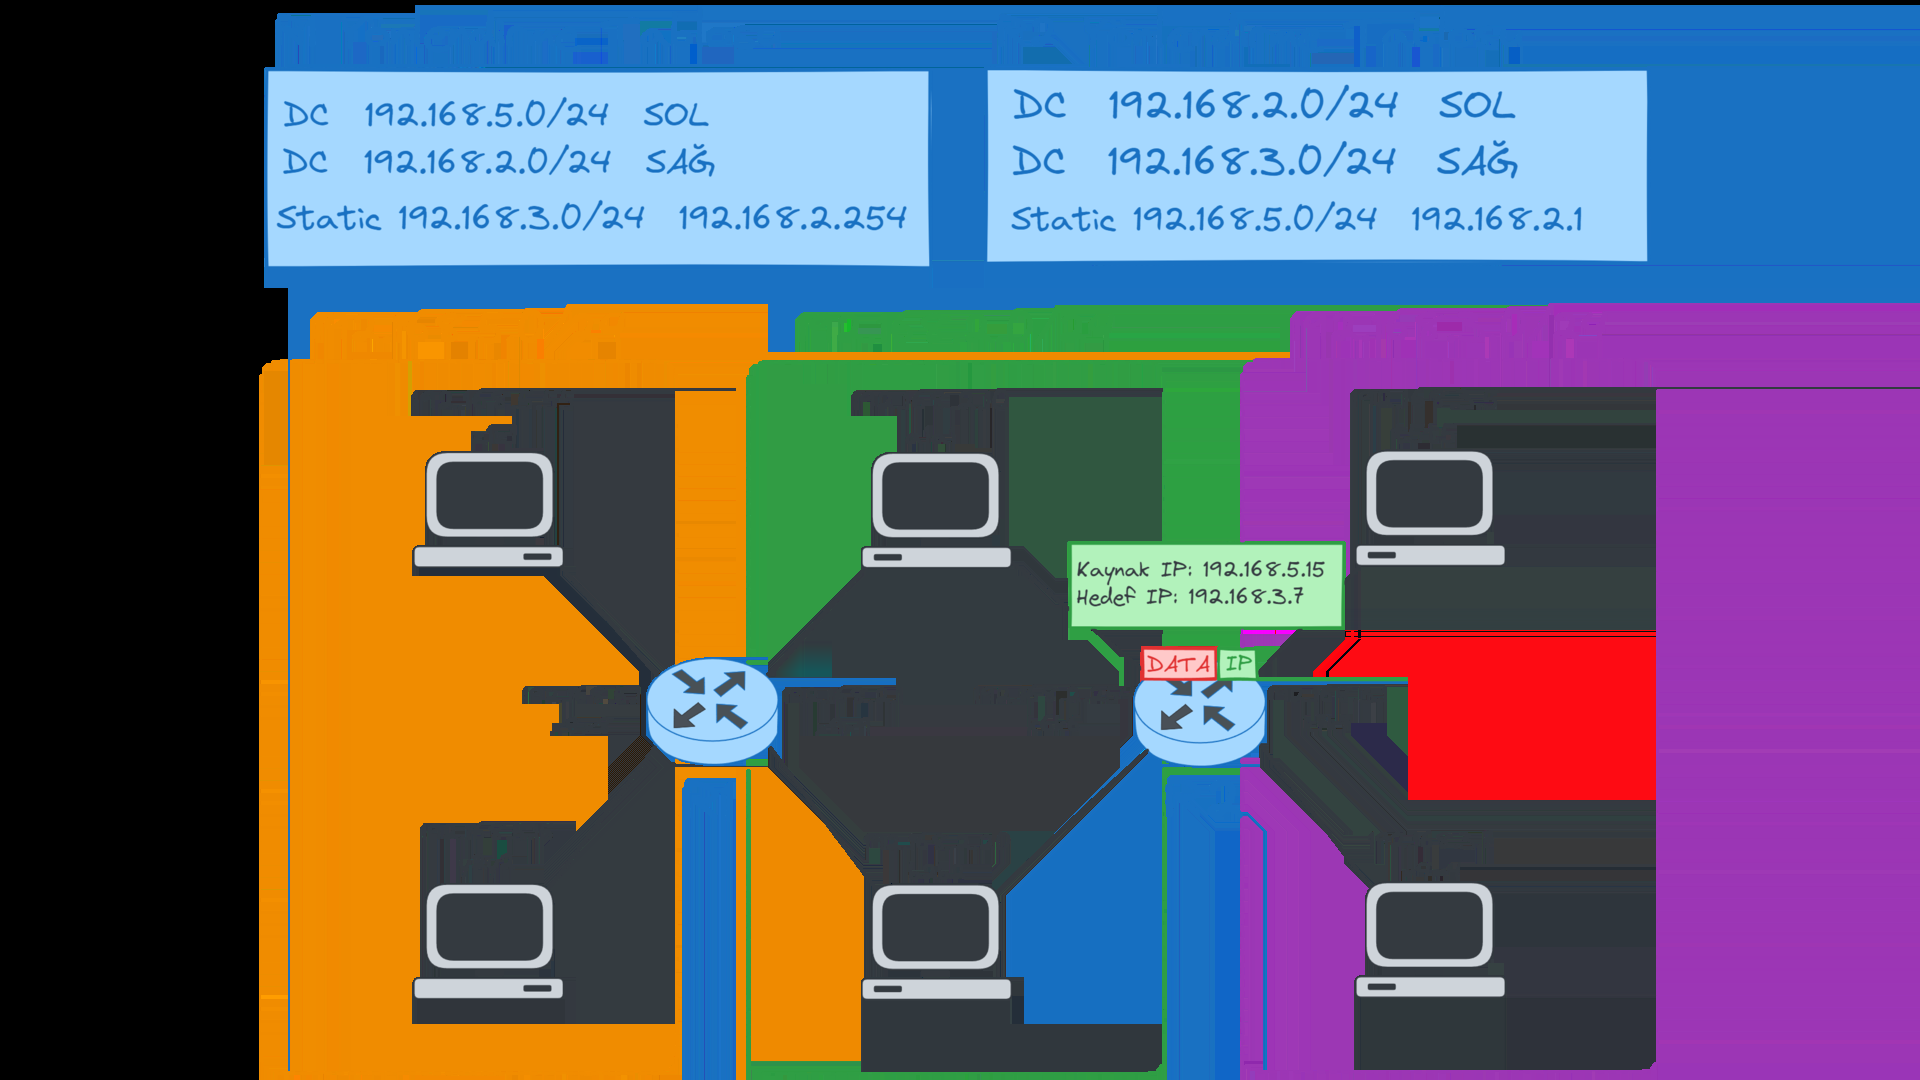 DC 192.168.5.0/24 SOL
DC 192.168.2.0/24 SAĞ
Static 192.168.3.0/24 192.168.2.254
DC 192.168.2.0/24 SOL
DC 192.168.3.0/24 SAĞ
Static 192.168.5.0/24 192.168.2.1
Kaynak IP: 192.168.5.15
Hedef IP: 192.168.3.7
DATA IP